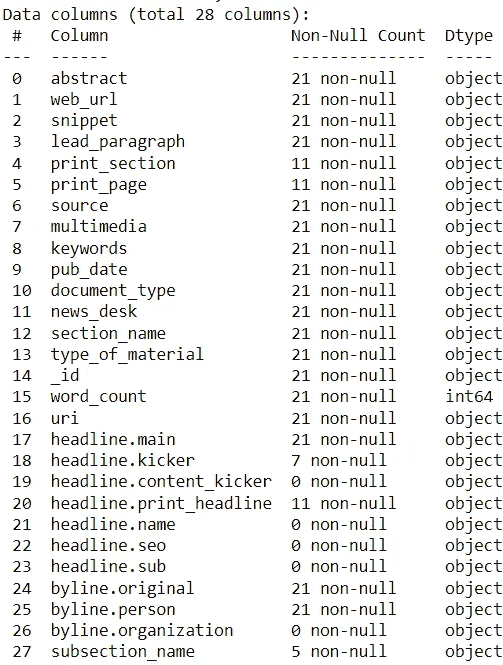 Data columns (total 28 columns):
 #   Column                    Non-Null Count  Dtype
---  ------                    --------------  -----
 0   abstract                  21 non-null     object
 1   web_url                   21 non-null     object
 2   snippet                   21 non-null     object
 3   lead_paragraph            21 non-null     object
 4   print_section             11 non-null     object
 5   print_page                11 non-null     object
 6   source                    21 non-null     object
 7   multimedia                21 non-null     object
 8   keywords                  21 non-null     object
 9   pub_date                  21 non-null     object
 10  document_type             21 non-null     object
 11  news_desk                 21 non-null     object
 12  section_name              21 non-null     object
 13  type_of_material          21 non-null     object
 14  _id                       21 non-null     object
 15  word_count                21 non-null     int64
 16  uri                       21 non-null     object
 17  headline.main             21 non-null     object
 18  headline.kicker           7 non-null      object
 19  headline.content_kicker   0 non-null      object
 20  headline.print_headline   11 non-null     object
 21  headline.name             0 non-null      object
 22  headline.seo              0 non-null      object
 23  headline.sub              0 non-null      object
 24  byline.original           21 non-null     object
 25  byline.person             21 non-null     object
 26  byline.organization       0 non-null      object
 27  subsection_name           5 non-null      object